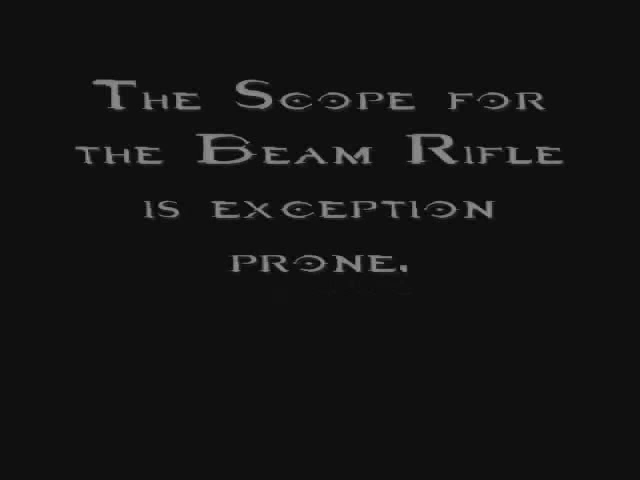 The Scope for
the Beam Rifle
is exception
prone.